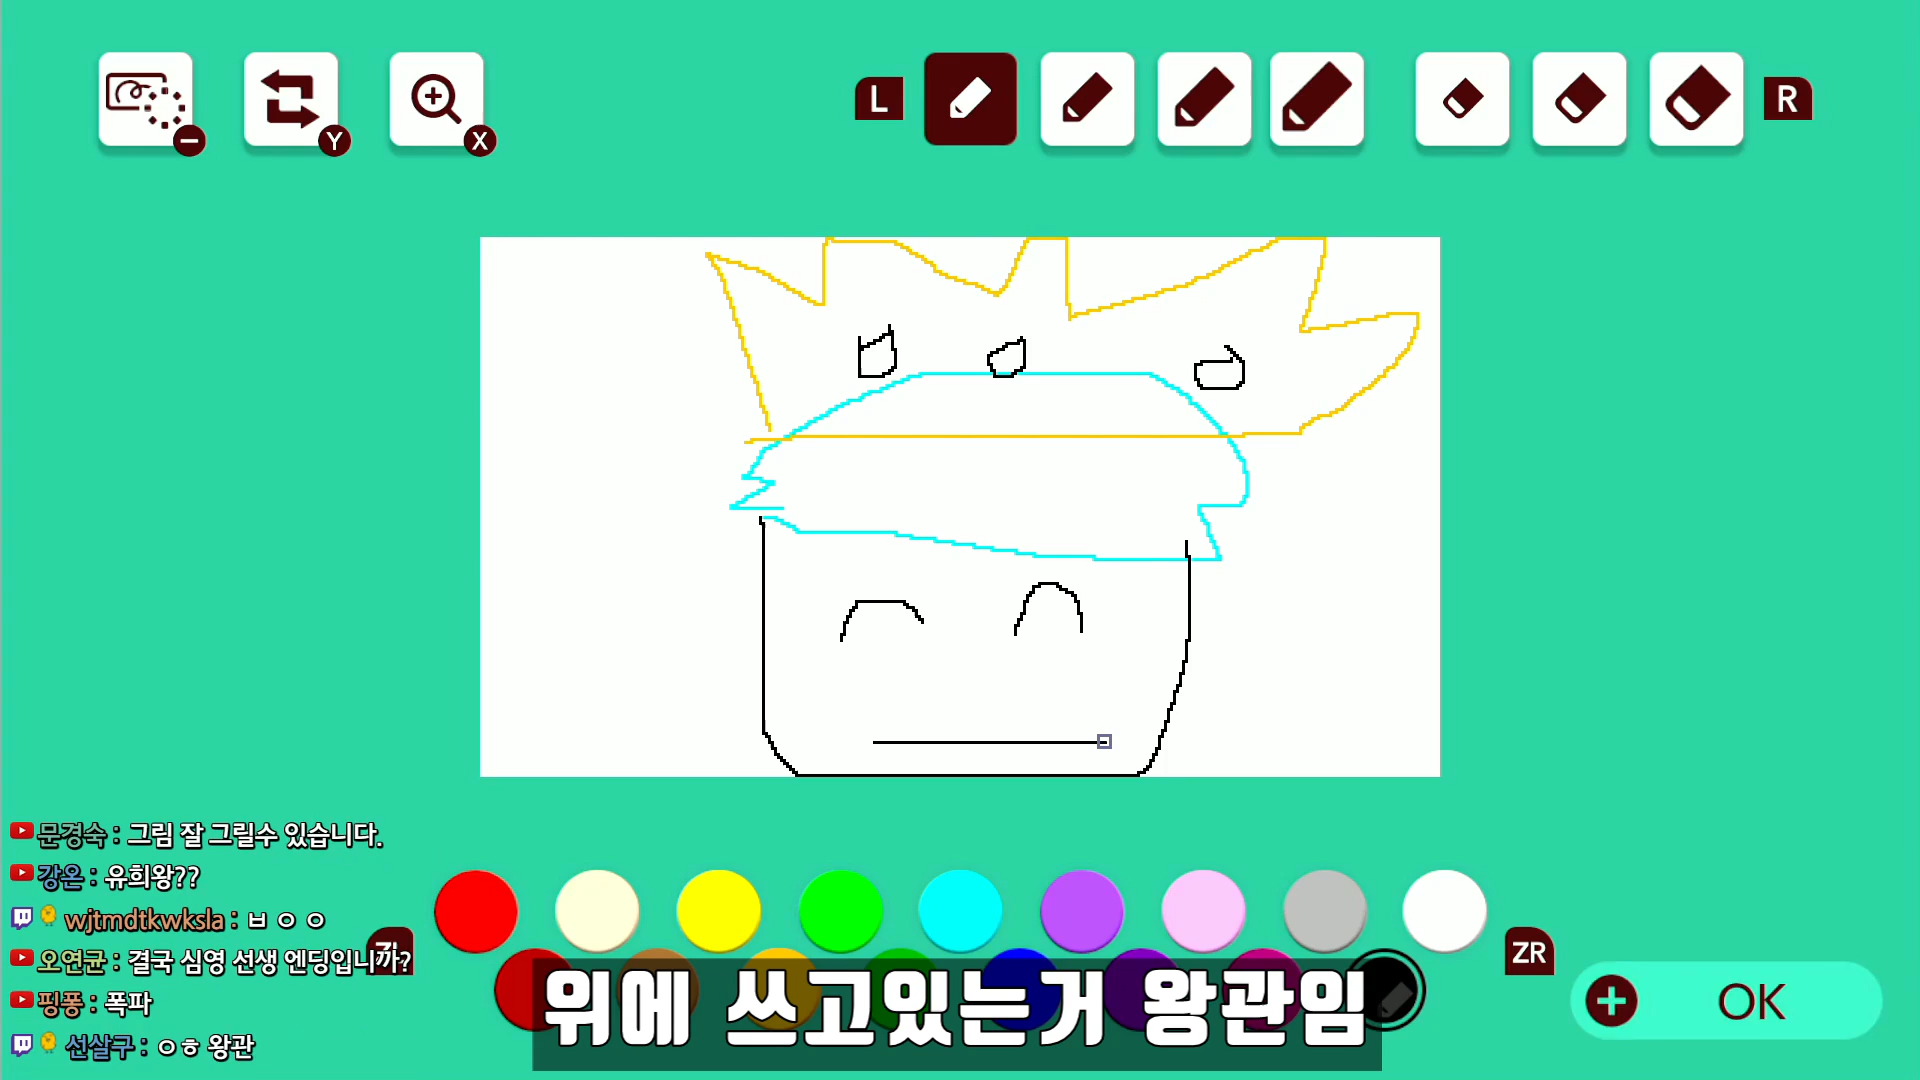 L
R
Y
X
문경숙 : 그림 잘 그릴수 있습니다.
강온 : 유희왕??
wjtmdtkwksla : ㅂ ㅇ ㅇ
오연균 : 결국 심영 선생 엔딩입니까?
핑퐁 : 폭파
선살구 : ㅇㅎ 왕관
ZR
OK
위에 쓰고있는거 왕관임